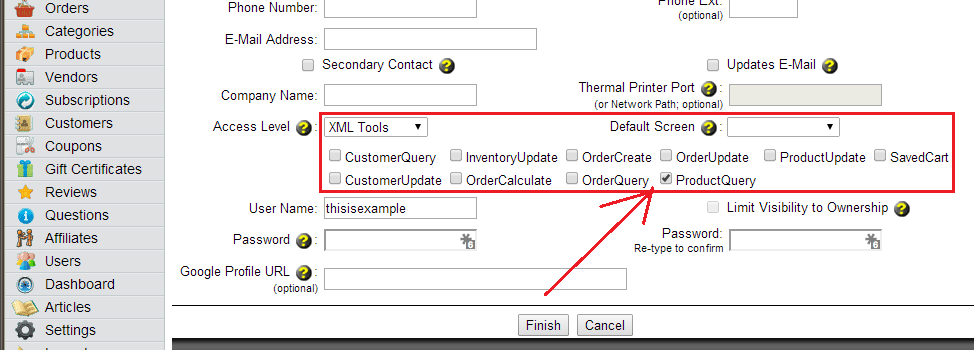 Orders
Categories
Products
Vendors
Subscriptions
Customers
Coupons
Gift Certificates
Reviews
Questions
Affiliates
Users
Dashboard
Articles
Settings
Phone Number:
Phone Ext:
(optional)
E-Mail Address:
Secondary Contact ?
Updates E-Mail ?
Company Name:
Thermal Printer Port ? :
(or Network Path; optional)
Access Level ? : XML Tools
Default Screen ? :
CustomerQuery InventoryUpdate OrderCreate OrderUpdate ProductUpdate SavedCart
CustomerUpdate OrderCalculate OrderQuery ProductQuery
User Name: thisisexample
Limit Visibility to Ownership ?
Password ? : 6
Password: 6
Re-type to confirm
Google Profile URL ? :
(optional)
Finish Cancel